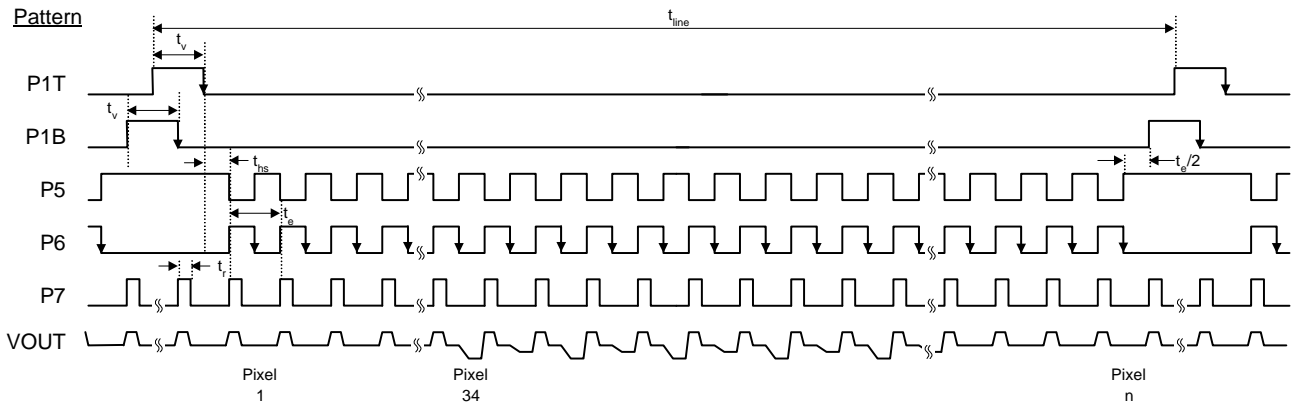 Pattern
t_line
t_v
P1T
t_v
P1B
t_hs
t_e/2
P5
t_e
P6
t_r
P7
VOUT
Pixel
1
Pixel
34
Pixel
n